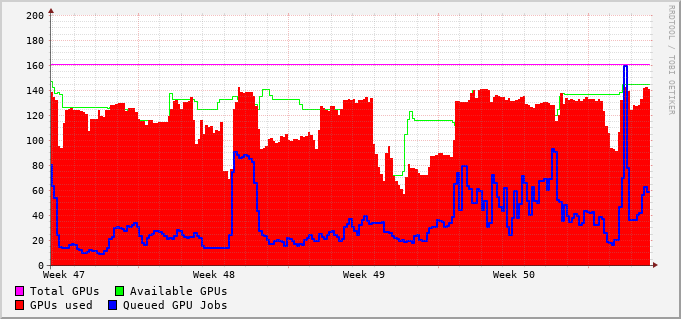 200
180
160
140
120
100
80
60
40
20
0
Week 47 Week 48 Week 49 Week 50
Total GPUs Available GPUs
GPUs used Queued GPU Jobs
RRDTOOL / TOBI OETIKER